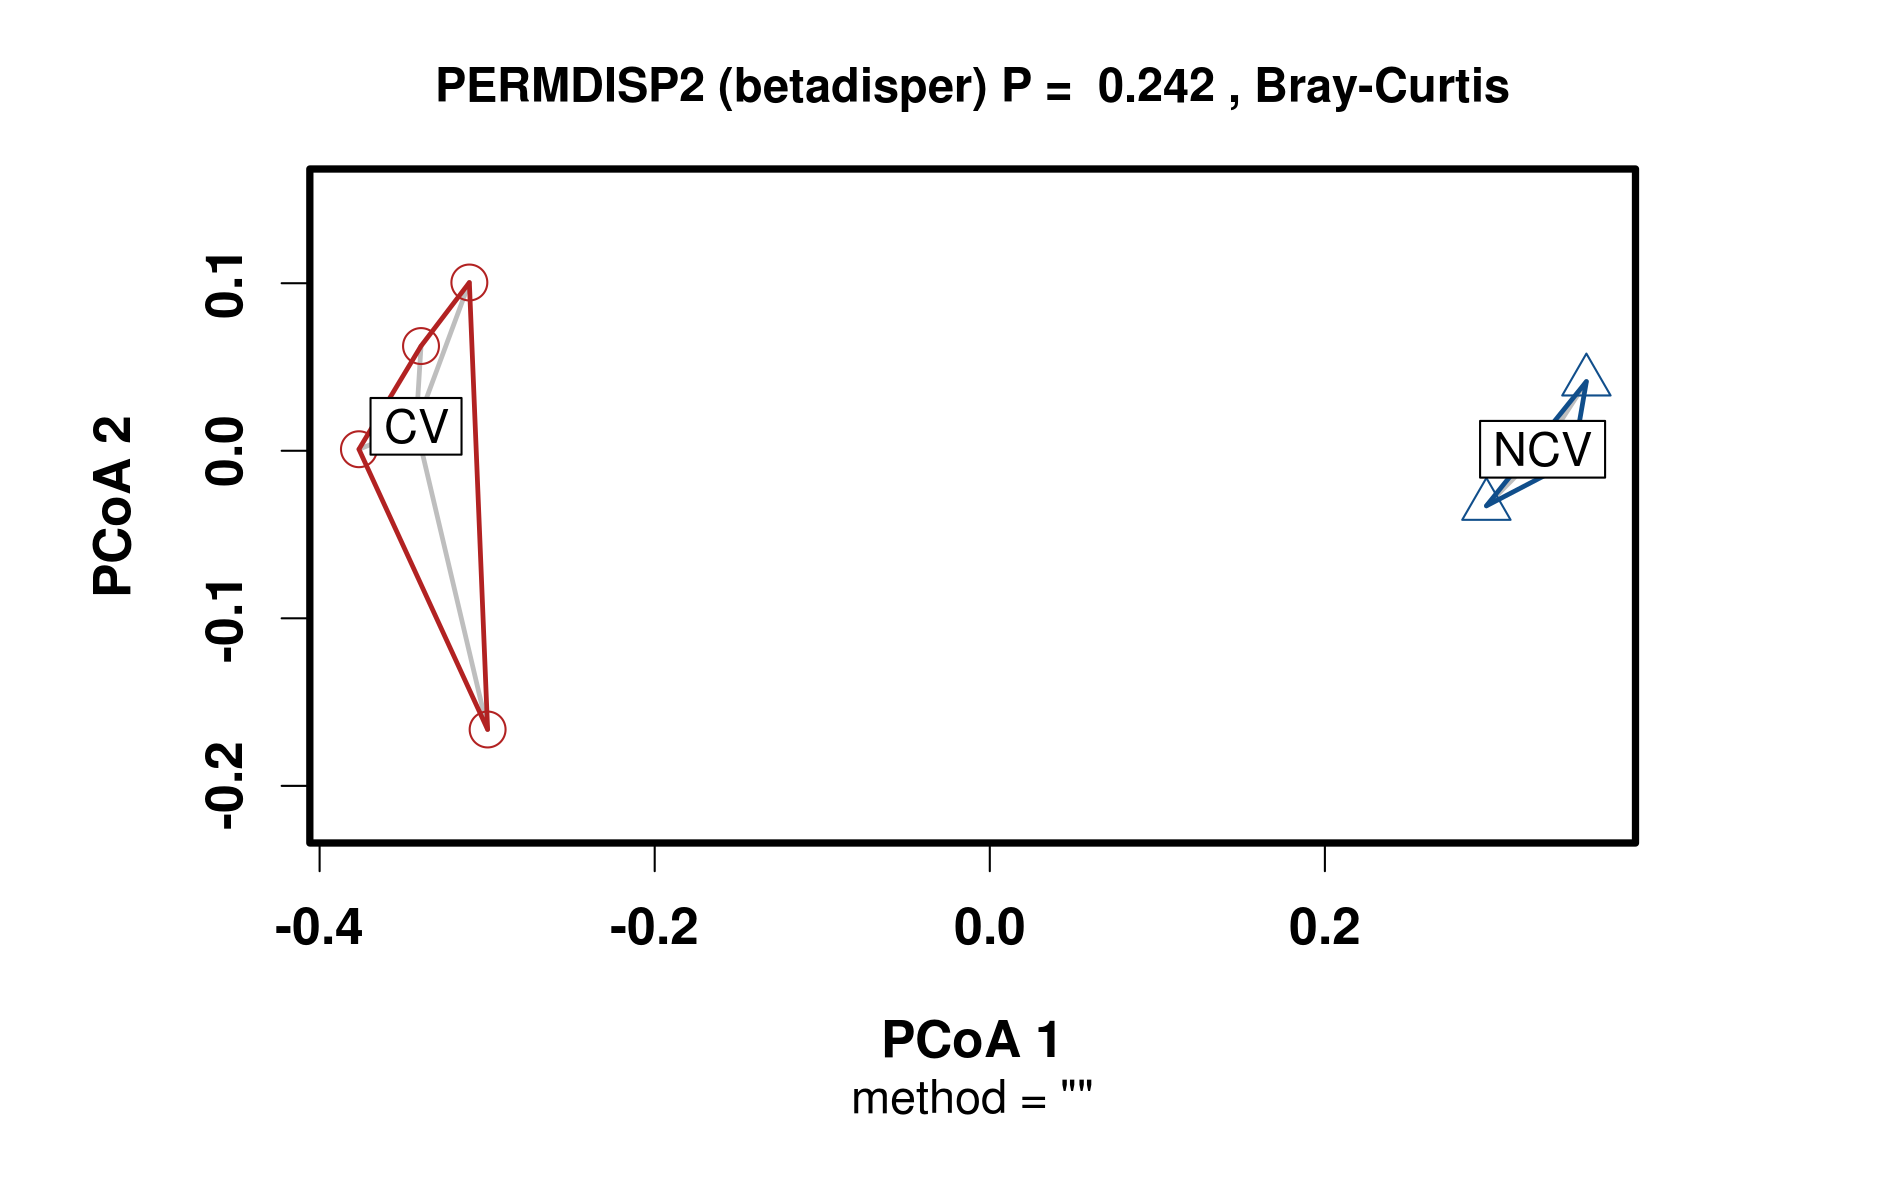 PERMDISP2 (betadisper) P =  0.242 , Bray-Curtis
PCoA 2
0.1
0.0
-0.1
-0.2
CV
NCV
-0.4
-0.2
0.0
0.2
PCoA 1
method = ""